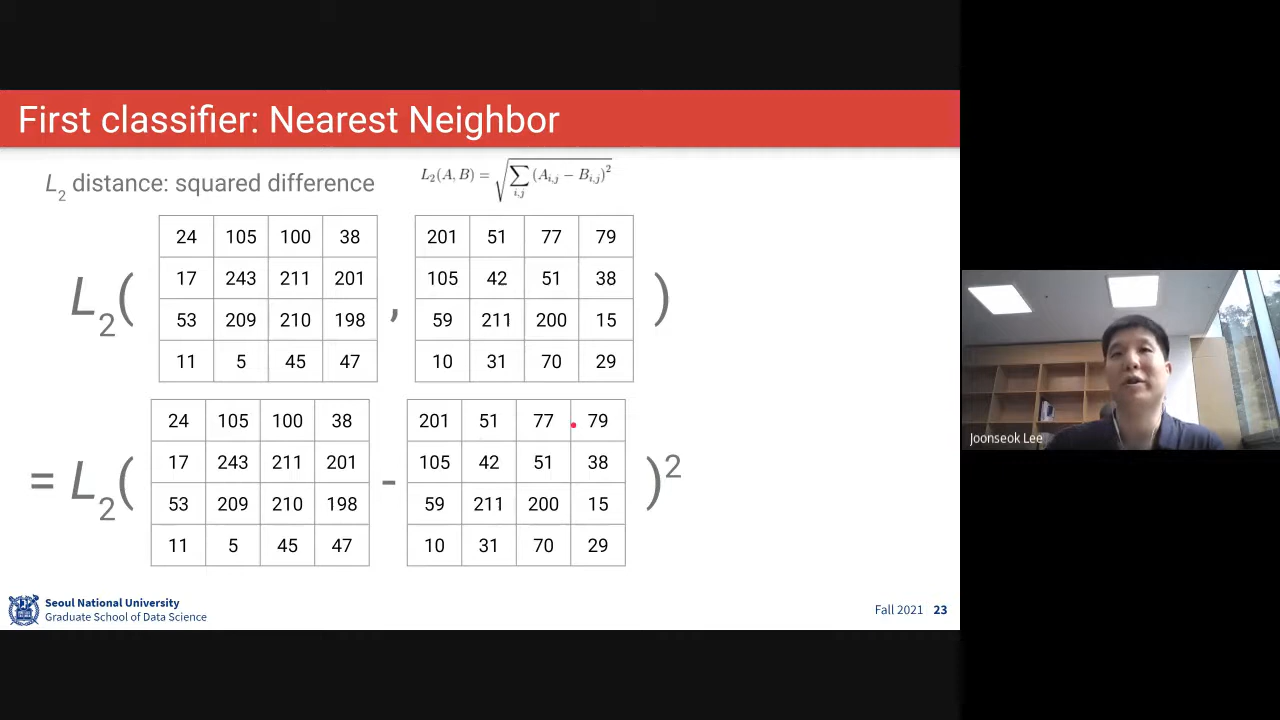 First classifier: Nearest Neighbor
L2 distance: squared difference
L2(A, B) = √∑i,j (Ai,j − Bi,j)²
L2( , )
24 105 100 38
17 243 211 201
53 209 210 198
11 5 45 47
201 51 77 79
105 42 51 38
59 211 200 15
10 31 70 29
= L2( - )²
24 105 100 38
17 243 211 201
53 209 210 198
11 5 45 47
201 51 77 79
105 42 51 38
59 211 200 15
10 31 70 29
Joonseok Lee
Seoul National University
Graduate School of Data Science
Fall 2021 23